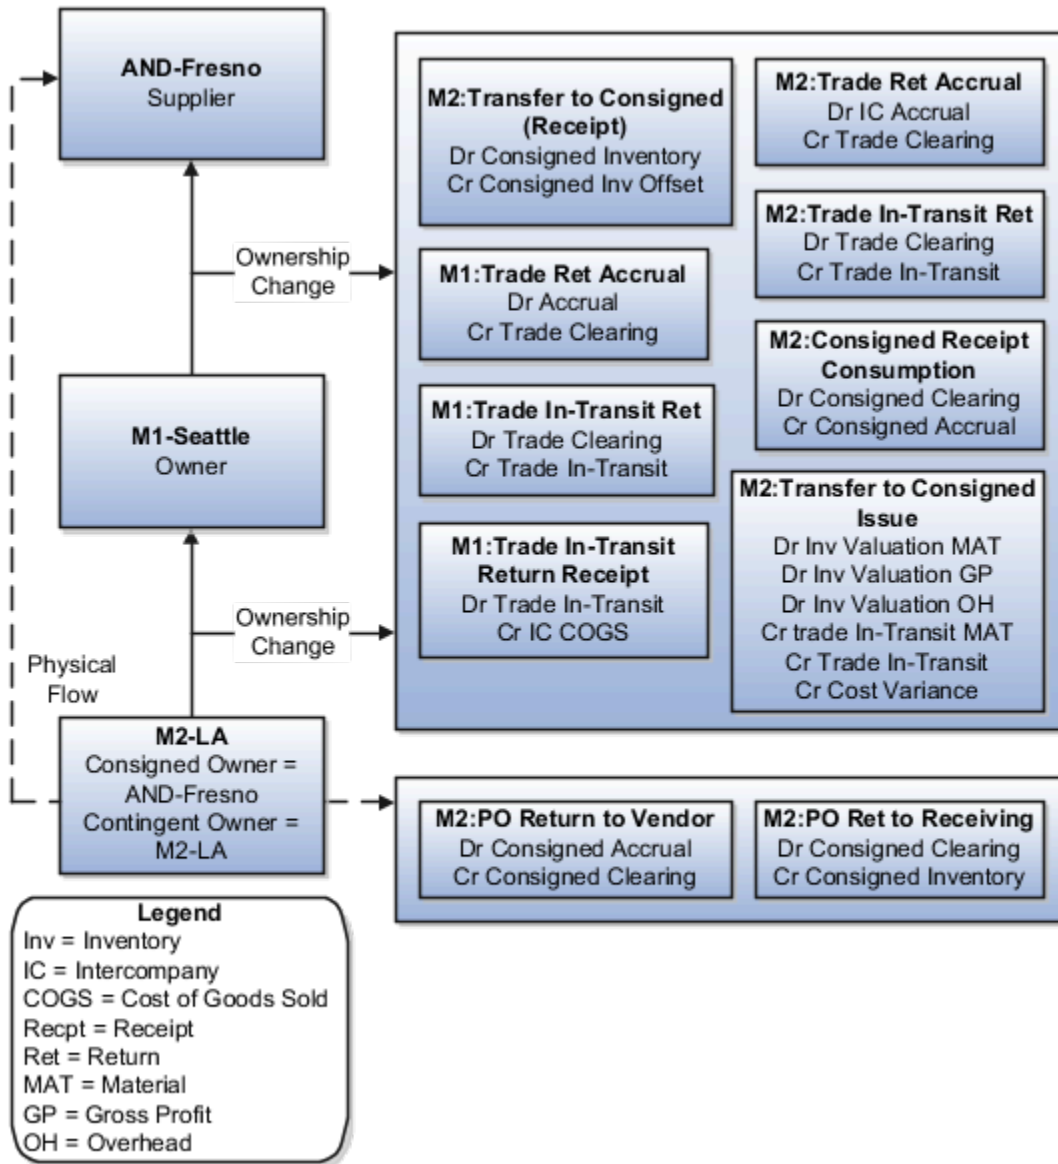 AND-Fresno
Supplier
Ownership
Change
M1-Seattle
Owner
Ownership
Change
Physical
Flow
M2-LA
Consigned Owner =
AND-Fresno
Contingent Owner =
M2-LA
M2:Transfer to Consigned
(Receipt)
Dr Consigned Inventory
Cr Consigned Inv Offset
M1:Trade Ret Accrual
Dr Accrual
Cr Trade Clearing
M1:Trade In-Transit Ret
Dr Trade Clearing
Cr Trade In-Transit
M1:Trade In-Transit
Return Receipt
Dr Trade In-Transit
Cr IC COGS
M2:Trade Ret Accrual
Dr IC Accrual
Cr Trade Clearing
M2:Trade In-Transit Ret
Dr Trade Clearing
Cr Trade In-Transit
M2:Consigned Receipt
Consumption
Dr Consigned Clearing
Cr Consigned Accrual
M2:Transfer to Consigned
Issue
Dr Inv Valuation MAT
Dr Inv Valuation GP
Dr Inv Valuation OH
Cr trade In-Transit MAT
Cr Trade In-Transit
Cr Cost Variance
M2:PO Return to Vendor
Dr Consigned Accrual
Cr Consigned Clearing
M2:PO Ret to Receiving
Dr Consigned Clearing
Cr Consigned Inventory
Legend
Inv = Inventory
IC = Intercompany
COGS = Cost of Goods Sold
Recpt = Receipt
Ret = Return
MAT = Material
GP = Gross Profit
OH = Overhead